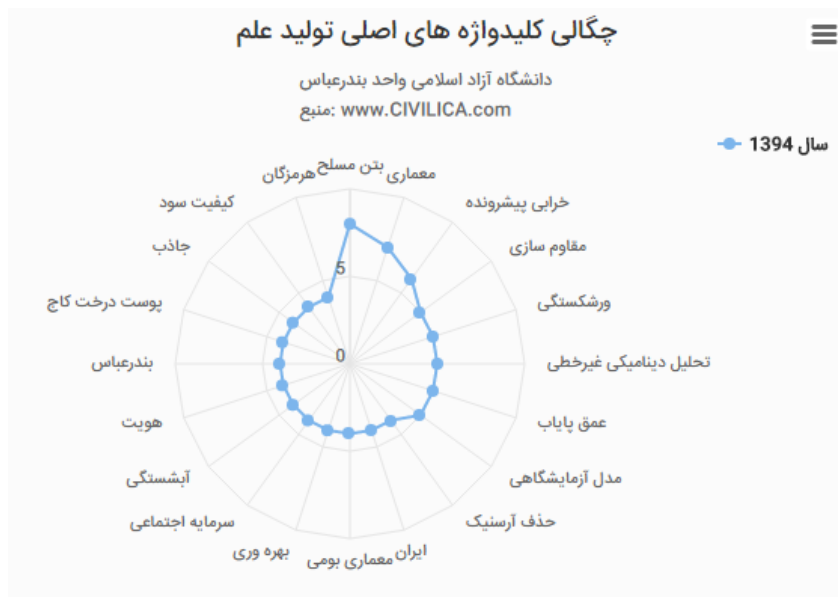 چگالی کلیدواژه های اصلی تولید علم
دانشگاه آزاد اسلامی واحد بندرعباس
منبع: www.CIVILICA.com
سال 1394
بتن مسلح
معماری
خرابی پیشرونده
مقاوم سازی
ورشکستگی
تحلیل دینامیکی غیرخطی
عمق پایاب
مدل آزمایشگاهی
حذف آرسنیک
ایران
معماری بومی
بهره وری
سرمایه اجتماعی
آبشستگی
هویت
بندرعباس
پوست درخت کاج
جاذب
کیفیت سود
هرمزگان
5
0